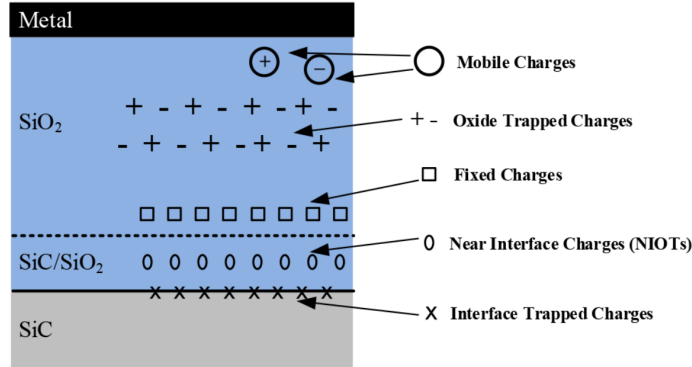 Metal
+ − Mobile Charges
+ - + - + - + -
SiO₂ + - Oxide Trapped Charges
- + - + - + - +
Fixed Charges
SiC/SiO₂ Near Interface Charges (NIOTs)
x x x x x x x x x Interface Trapped Charges
SiC